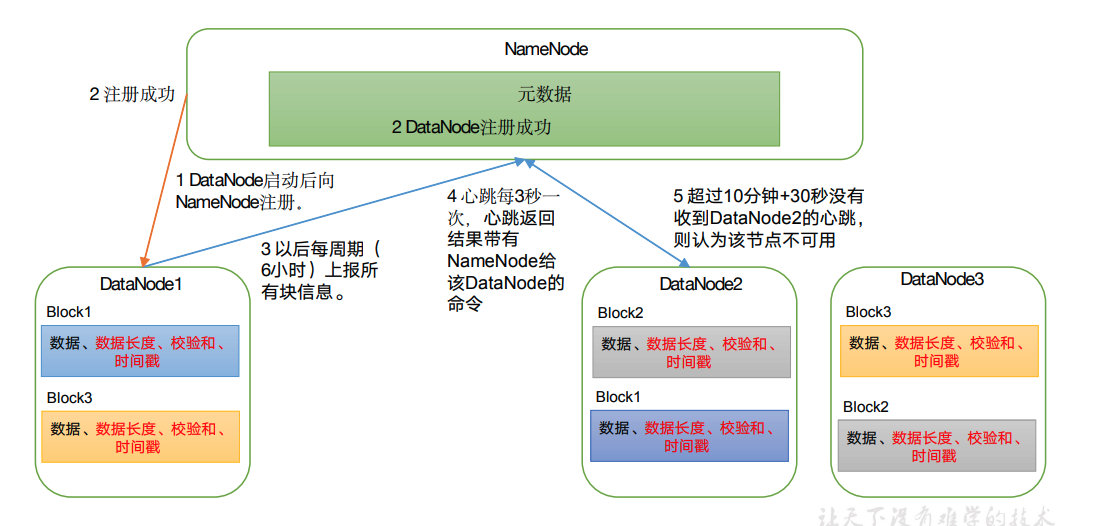 NameNode
元数据
2 DataNode注册成功
2 注册成功
1 DataNode启动后向
NameNode注册。
3 以后每周期（
6小时）上报所
有块信息。
4 心跳每3秒一
次，心跳返回
结果带有
NameNode给
该DataNode的
命令
5 超过10分钟+30秒没有
收到DataNode2的心跳，
则认为该节点不可用
DataNode1
Block1
数据、数据长度、校验和、
时间戳
Block3
数据、数据长度、校验和、
时间戳
DataNode2
Block2
数据、数据长度、校验和、
时间戳
Block1
数据、数据长度、校验和、
时间戳
DataNode3
Block3
数据、数据长度、校验和、
时间戳
Block2
数据、数据长度、校验和、
时间戳
让天下没有难学的技术